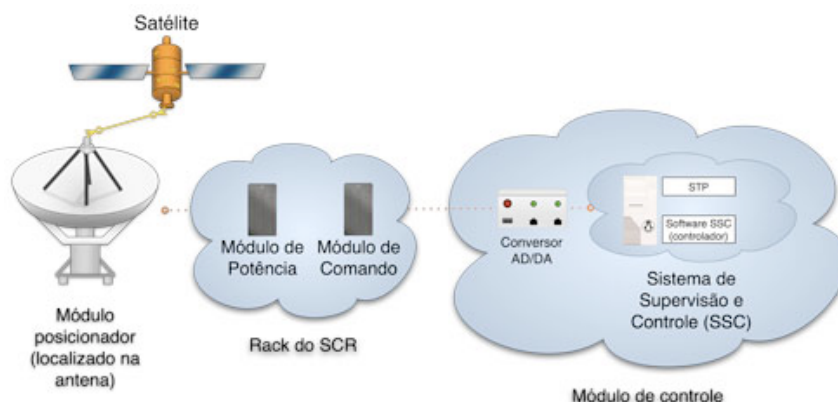 Satélite
Módulo
posicionador
(localizado na
antena)
Módulo de
Potência
Módulo de
Comando
Rack do SCR
Conversor
AD/DA
STP
Software SSC
(controlador)
Sistema de
Supervisão e
Controle (SSC)
Módulo de controle